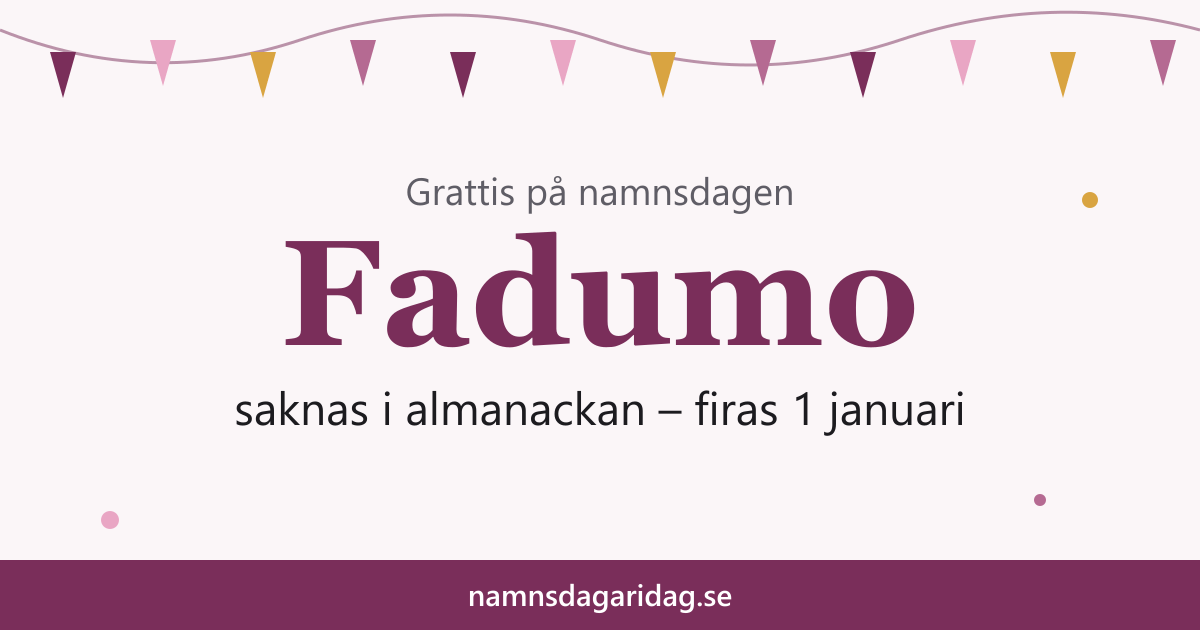 Grattis på namnsdagen
Fadumo
saknas i almanackan – firas 1 januari
namnsdagaridag.se